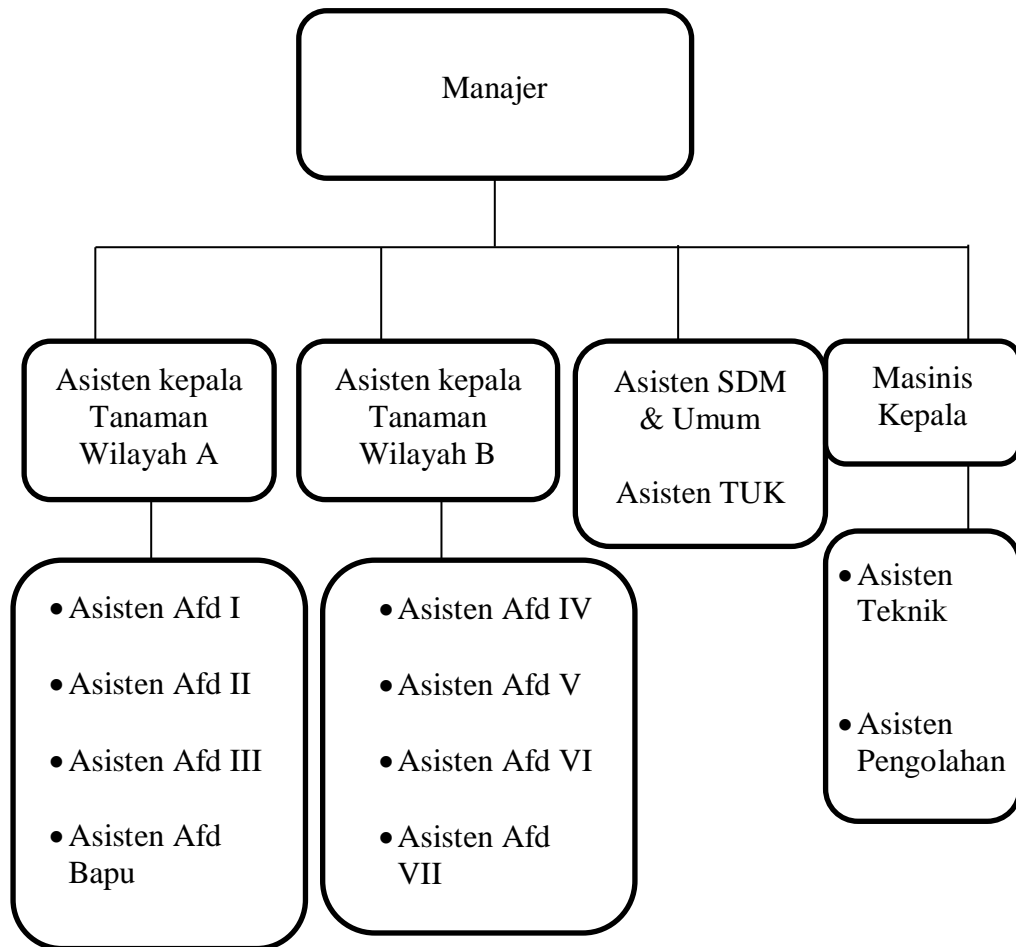 Manajer
Asisten kepala
Tanaman
Wilayah A
Asisten kepala
Tanaman
Wilayah B
Asisten SDM
& Umum
Asisten TUK
Masinis
Kepala
• Asisten Afd I
• Asisten Afd II
• Asisten Afd III
• Asisten Afd
Bapu
• Asisten Afd IV
• Asisten Afd V
• Asisten Afd VI
• Asisten Afd
VII
• Asisten
Teknik
• Asisten
Pengolahan